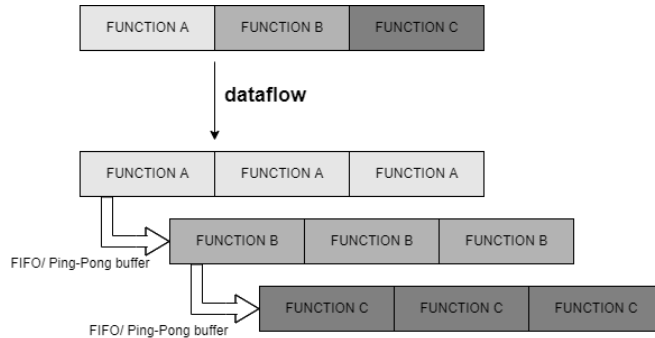 FUNCTION A FUNCTION B FUNCTION C
dataflow
FUNCTION A FUNCTION A FUNCTION A
FUNCTION B FUNCTION B FUNCTION B
FIFO/ Ping-Pong buffer
FUNCTION C FUNCTION C FUNCTION C
FIFO/ Ping-Pong buffer